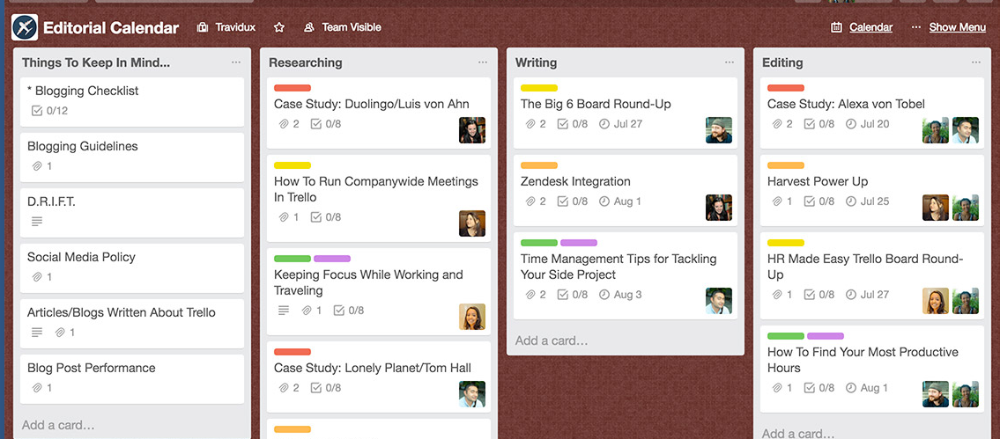 Editorial Calendar
Travidux
Team Visible
Calendar
... Show Menu
Things To Keep In Mind...
* Blogging Checklist
0/12
Blogging Guidelines
1
D.R.I.F.T.
Social Media Policy
1
Articles/Blogs Written About Trello
1
Blog Post Performance
1
Add a card…
Researching
Case Study: Duolingo/Luis von Ahn
2 0/8
How To Run Companywide Meetings
In Trello
1 0/8
Keeping Focus While Working and
Traveling
1 0/8
Case Study: Lonely Planet/Tom Hall
2 0/8
Writing
The Big 6 Board Round-Up
2 0/8 Jul 27
Zendesk Integration
2 0/8 Aug 1
Time Management Tips for Tackling
Your Side Project
2 0/8 Aug 3
Add a card…
Editing
Case Study: Alexa von Tobel
2 0/8 Jul 20
Harvest Power Up
1 0/8 Jul 25
HR Made Easy Trello Board Round-
Up
1 0/8 Jul 27
How To Find Your Most Productive
Hours
1 0/8 Aug 1
Add a card…